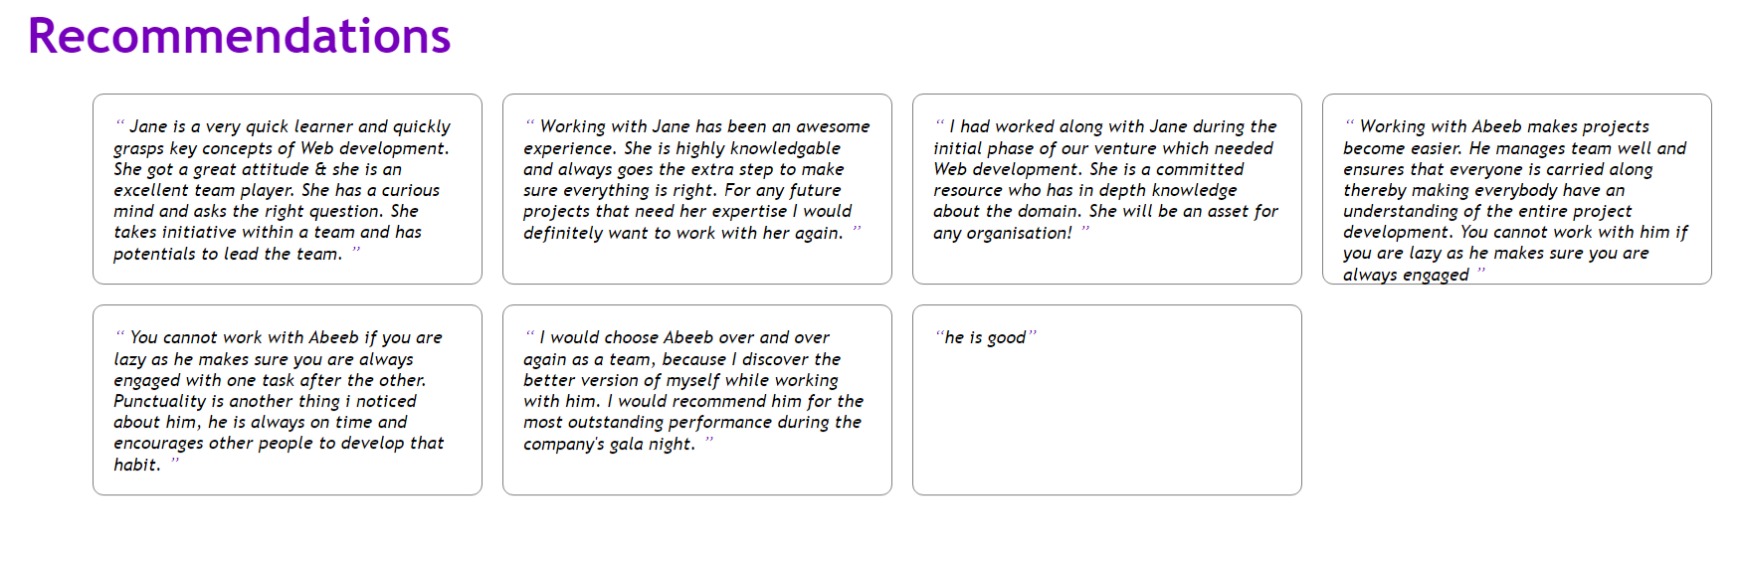 Recommendations
“ Jane is a very quick learner and quickly
grasps key concepts of Web development.
She got a great attitude & she is an
excellent team player. She has a curious
mind and asks the right question. She
takes initiative within a team and has
potentials to lead the team. ”
“ Working with Jane has been an awesome
experience. She is highly knowledgable
and always goes the extra step to make
sure everything is right. For any future
projects that need her expertise I would
definitely want to work with her again. ”
“ I had worked along with Jane during the
initial phase of our venture which needed
Web development. She is a committed
resource who has in depth knowledge
about the domain. She will be an asset for
any organisation! ”
“ Working with Abeeb makes projects
become easier. He manages team well and
ensures that everyone is carried along
thereby making everybody have an
understanding of the entire project
development. You cannot work with him if
you are lazy as he makes sure you are
always engaged ”
“ You cannot work with Abeeb if you are
lazy as he makes sure you are always
engaged with one task after the other.
Punctuality is another thing i noticed
about him, he is always on time and
encourages other people to develop that
habit. ”
“ I would choose Abeeb over and over
again as a team, because I discover the
better version of myself while working
with him. I would recommend him for the
most outstanding performance during the
company's gala night. ”
“he is good”